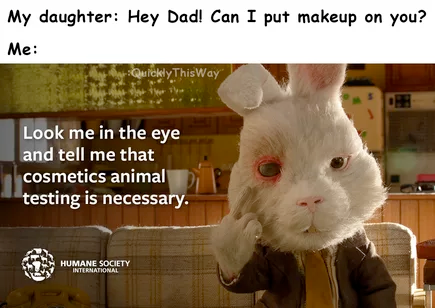 My daughter: Hey Dad! Can I put makeup on you?
Me:
QuicklyThisWay
Look me in the eye
and tell me that
cosmetics animal
testing is necessary.
HUMANE SOCIETY
INTERNATIONAL